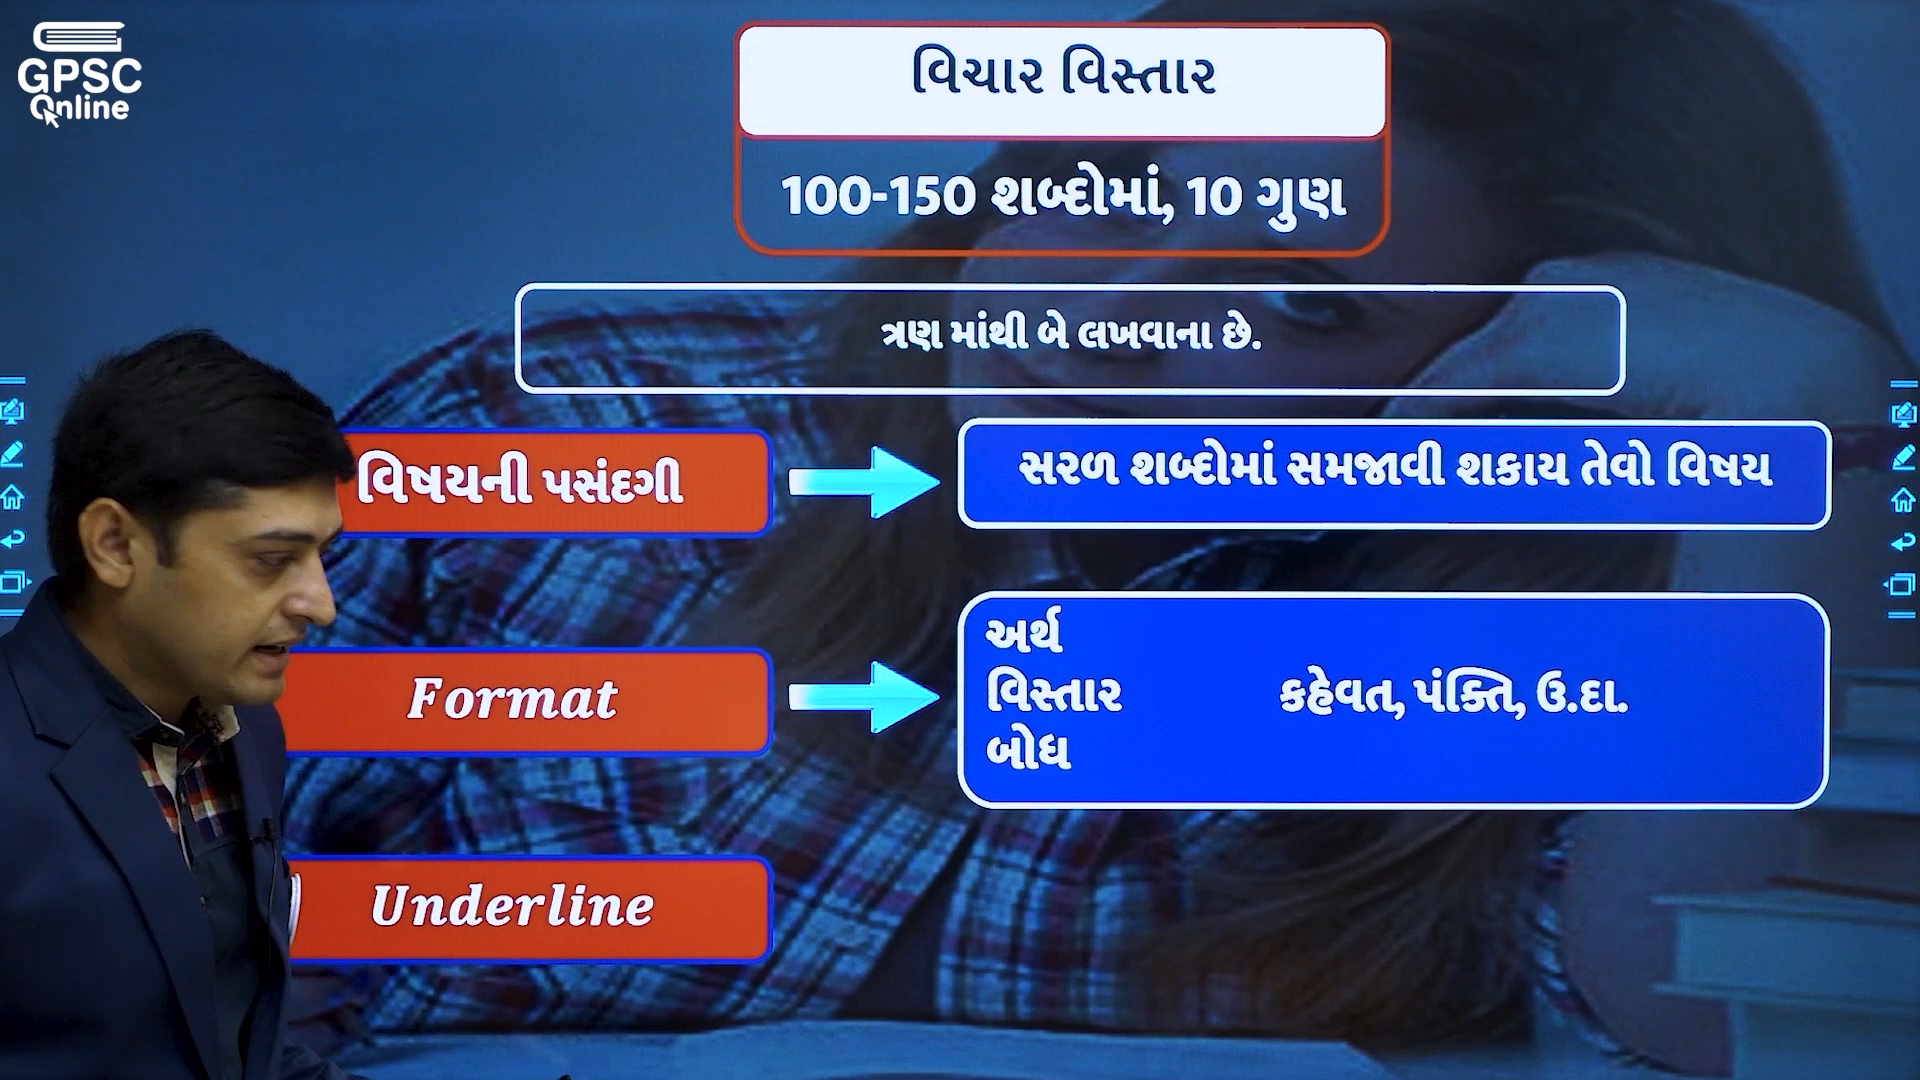 GPSC
Online
વિચાર વિસ્તાર
100-150 શબ્દોમાં, 10 ગુણ
ત્રણ માંથી બે લખવાના છે.
વિષયની પસંદગી
સરળ શબ્દોમાં સમજાવી શકાય તેવો વિષય
Format
અર્થ
વિસ્તાર
બોધ
કહેવત, પંક્તિ, ઉ.દા.
Underline